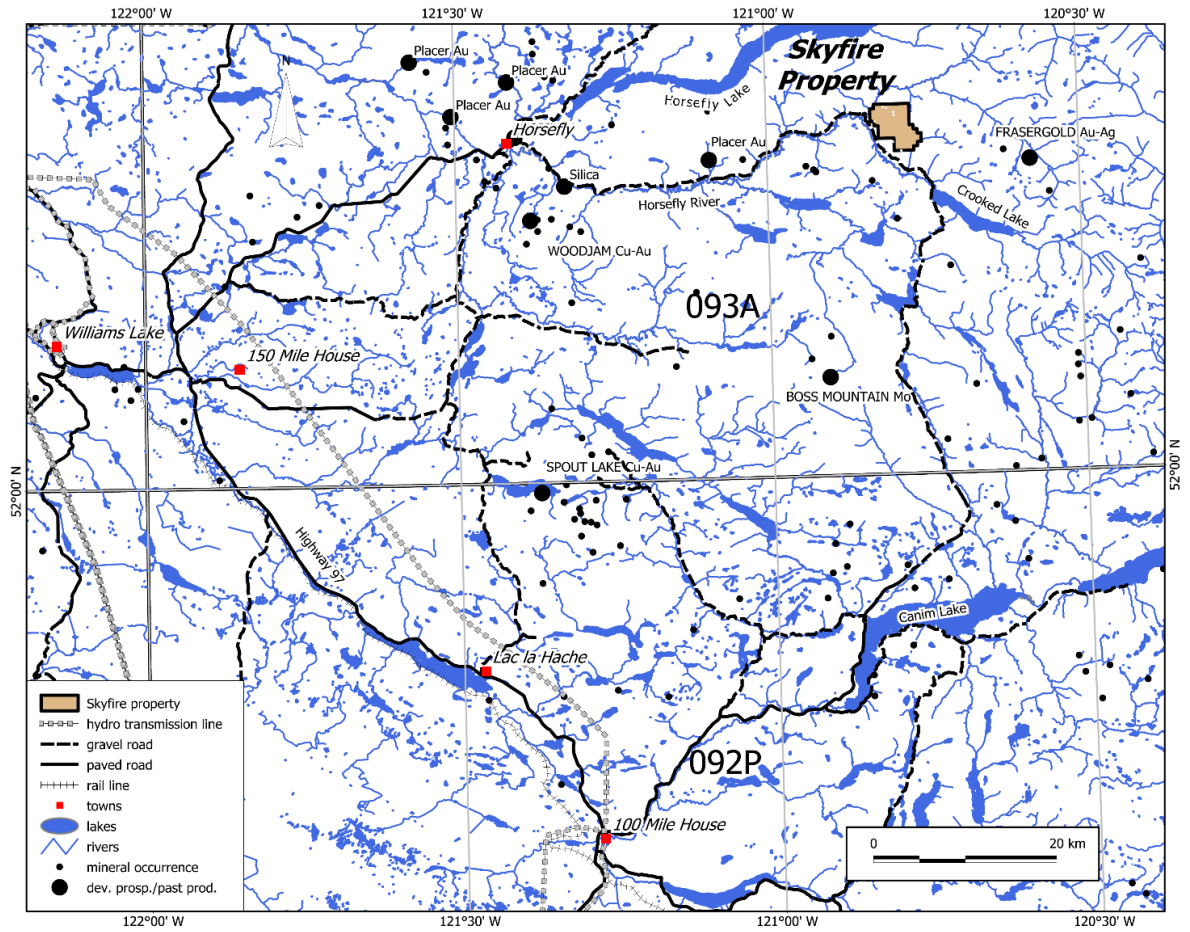 122°00' W
121°30' W
121°00' W
120°30' W
Placer Au
Skyfire
Property
N
Placer Au
Horsefly Lake
Placer Au
Horsefly
FRASERGOLD Au-Ag
Placer Au
Silica
Crooked Lake
Horsefly River
WOODJAM Cu-Au
093A
Williams Lake
150 Mile House
BOSS MOUNTAIN Mo
SPOUT LAKE Cu-Au
52°00' N
52°00' N
Highway 97
Canim Lake
Lac la Hache
Skyfire property
hydro transmission line
gravel road
paved road
rail line
towns
lakes
rivers
mineral occurrence
dev. prosp./past prod.
092P
100 Mile House
0 20 km
122°00' W
121°30' W
121°00' W
120°30' W